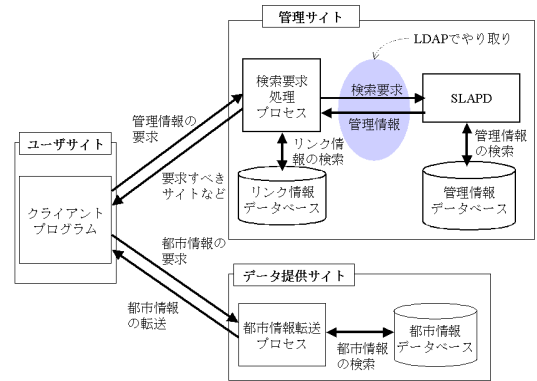 管理サイト
LDAPでやり取り
検索要求
処理
プロセス
検索要求
管理情報
SLAPD
管理情報の
要求
リンク情
報の検索
管理情報
の検索
ユーザサイト
要求すべき
サイトなど
リンク情報
データベース
管理情報
データベース
クライアント
プログラム
都市情報の
要求
データ提供サイト
都市情報
の転送
都市情報転送
プロセス
都市情報
の検索
都市情報
データベース